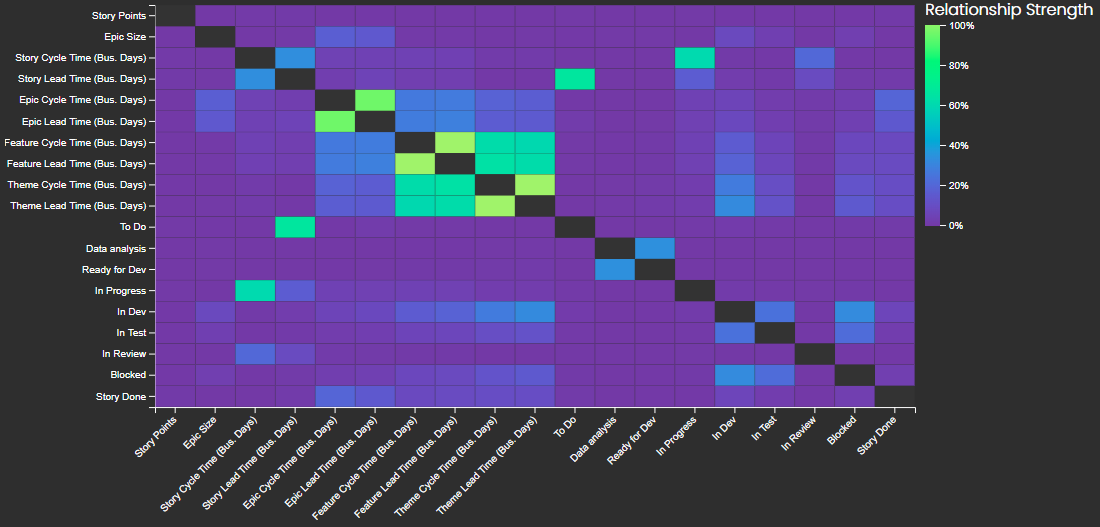 Relationship Strength
Story Points
Epic Size
Story Cycle Time (Bus. Days)
Story Lead Time (Bus. Days)
Epic Cycle Time (Bus. Days)
Epic Lead Time (Bus. Days)
Feature Cycle Time (Bus. Days)
Feature Lead Time (Bus. Days)
Theme Cycle Time (Bus. Days)
Theme Lead Time (Bus. Days)
To Do
Data analysis
Ready for Dev
In Progress
In Dev
In Test
In Review
Blocked
Story Done
100%
80%
60%
40%
20%
0%
Story Points
Epic Size
Story Cycle Time (Bus. Days)
Story Lead Time (Bus. Days)
Epic Cycle Time (Bus. Days)
Epic Lead Time (Bus. Days)
Feature Cycle Time (Bus. Days)
Feature Lead Time (Bus. Days)
Theme Cycle Time (Bus. Days)
Theme Lead Time (Bus. Days)
To Do
Data analysis
Ready for Dev
In Progress
In Dev
In Test
In Review
Blocked
Story Done